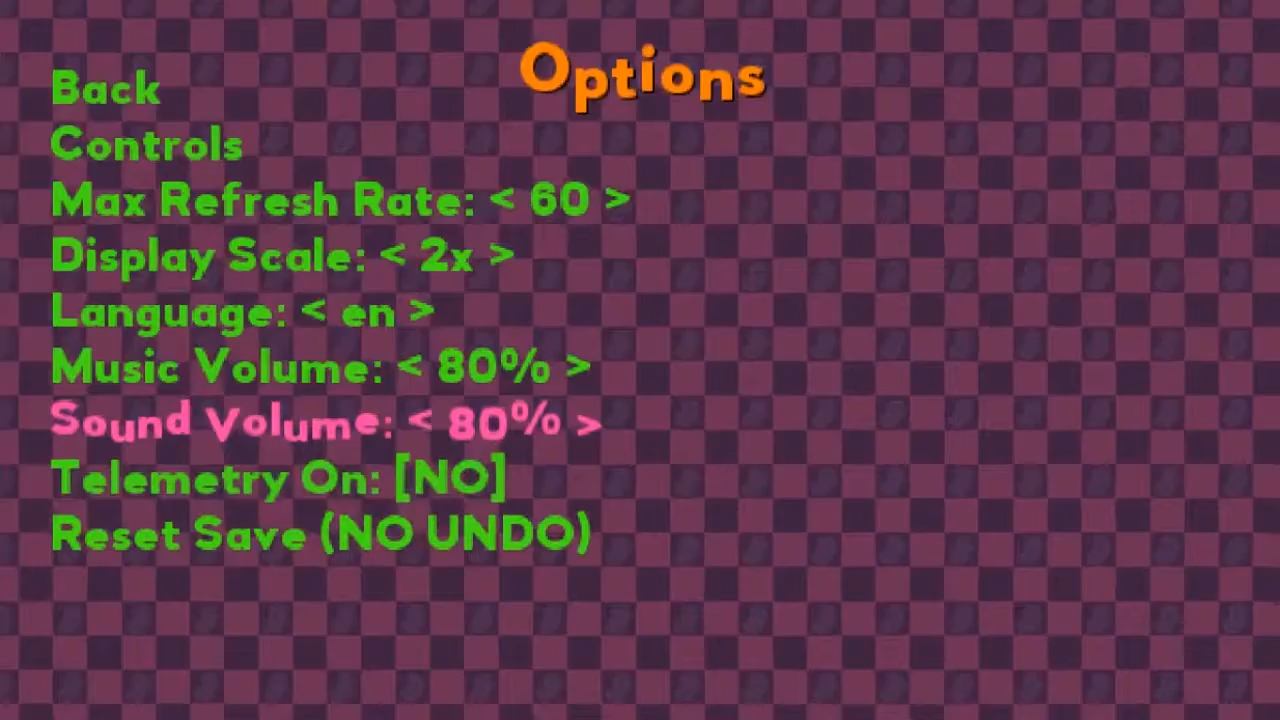 Options
Back
Controls
Max Refresh Rate: < 60 >
Display Scale: < 2x >
Language: < en >
Music Volume: < 80% >
Sound Volume: < 80% >
Telemetry On: [NO]
Reset Save (NO UNDO)